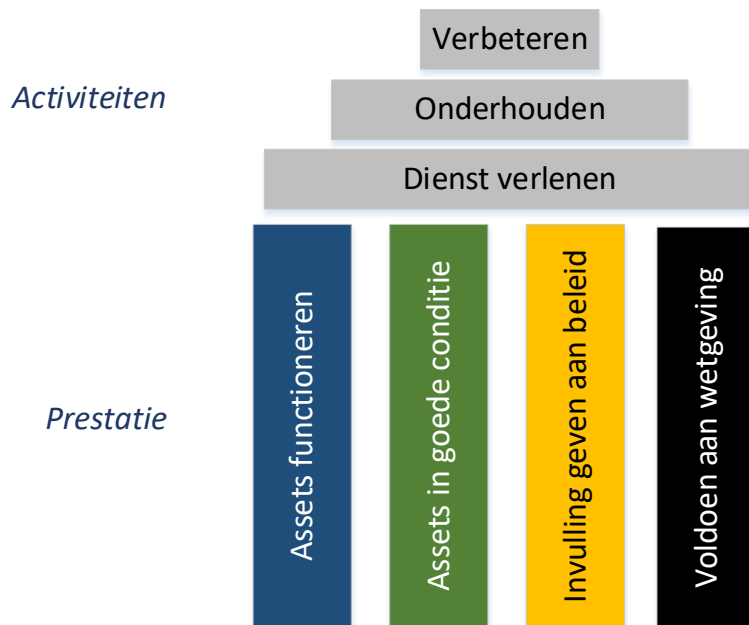 Verbeteren
Activiteiten
Onderhouden
Dienst verlenen
Prestatie
Assets functioneren
Assets in goede conditie
Invulling geven aan beleid
Voldoen aan wetgeving